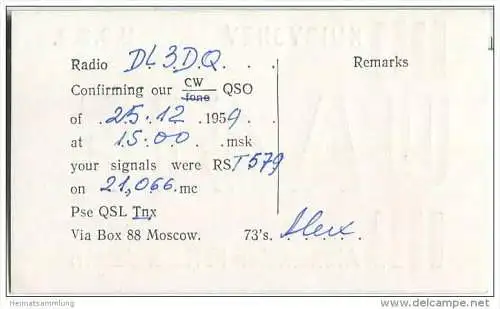 Radio DL3DQ. . .
Remarks
Confirming our CW/fone QSO
of . 25.12 . 1959.
at . 15.00 . .msk
your signals were RST579
on 21,066.mc
Pse QSL Tnx
Via Box 88 Moscow. 73's. Alex . . . . .
Heimatsammlung
delcampe.net